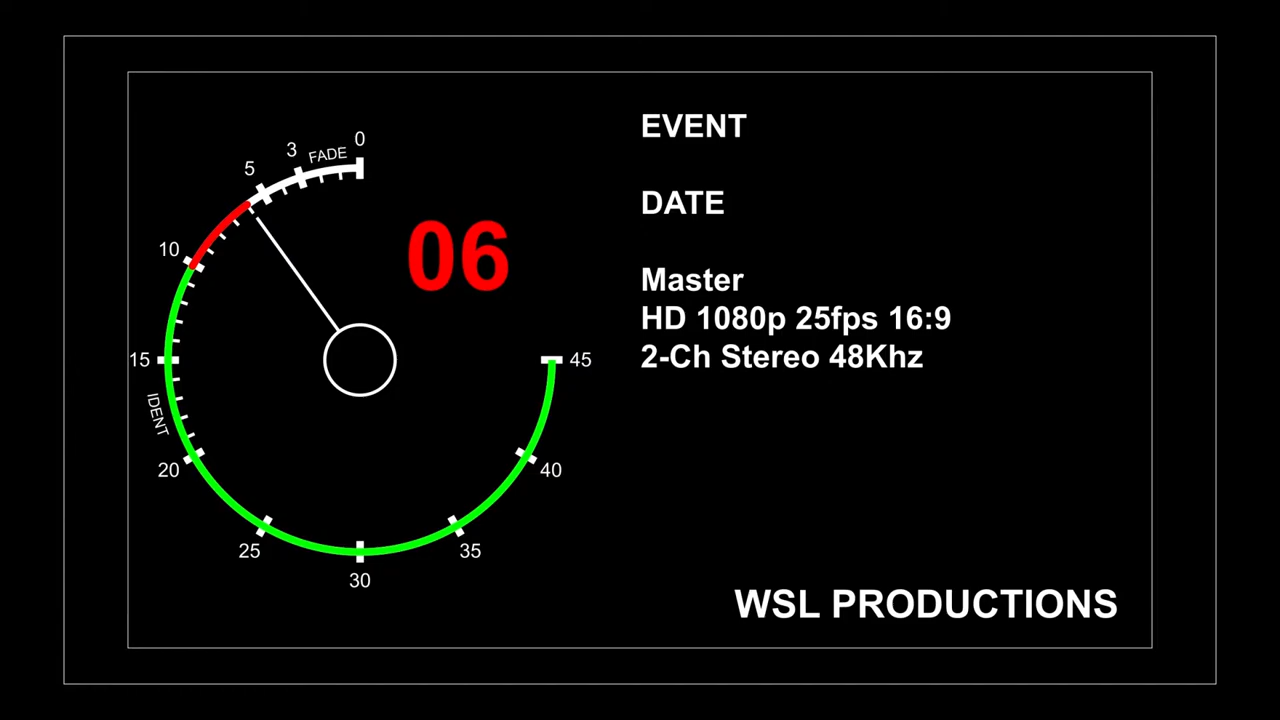 0
FADE
3
5
10
15
IDENT
20
25
30
35
40
45
06
EVENT
DATE
Master
HD 1080p 25fps 16:9
2-Ch Stereo 48Khz
WSL PRODUCTIONS